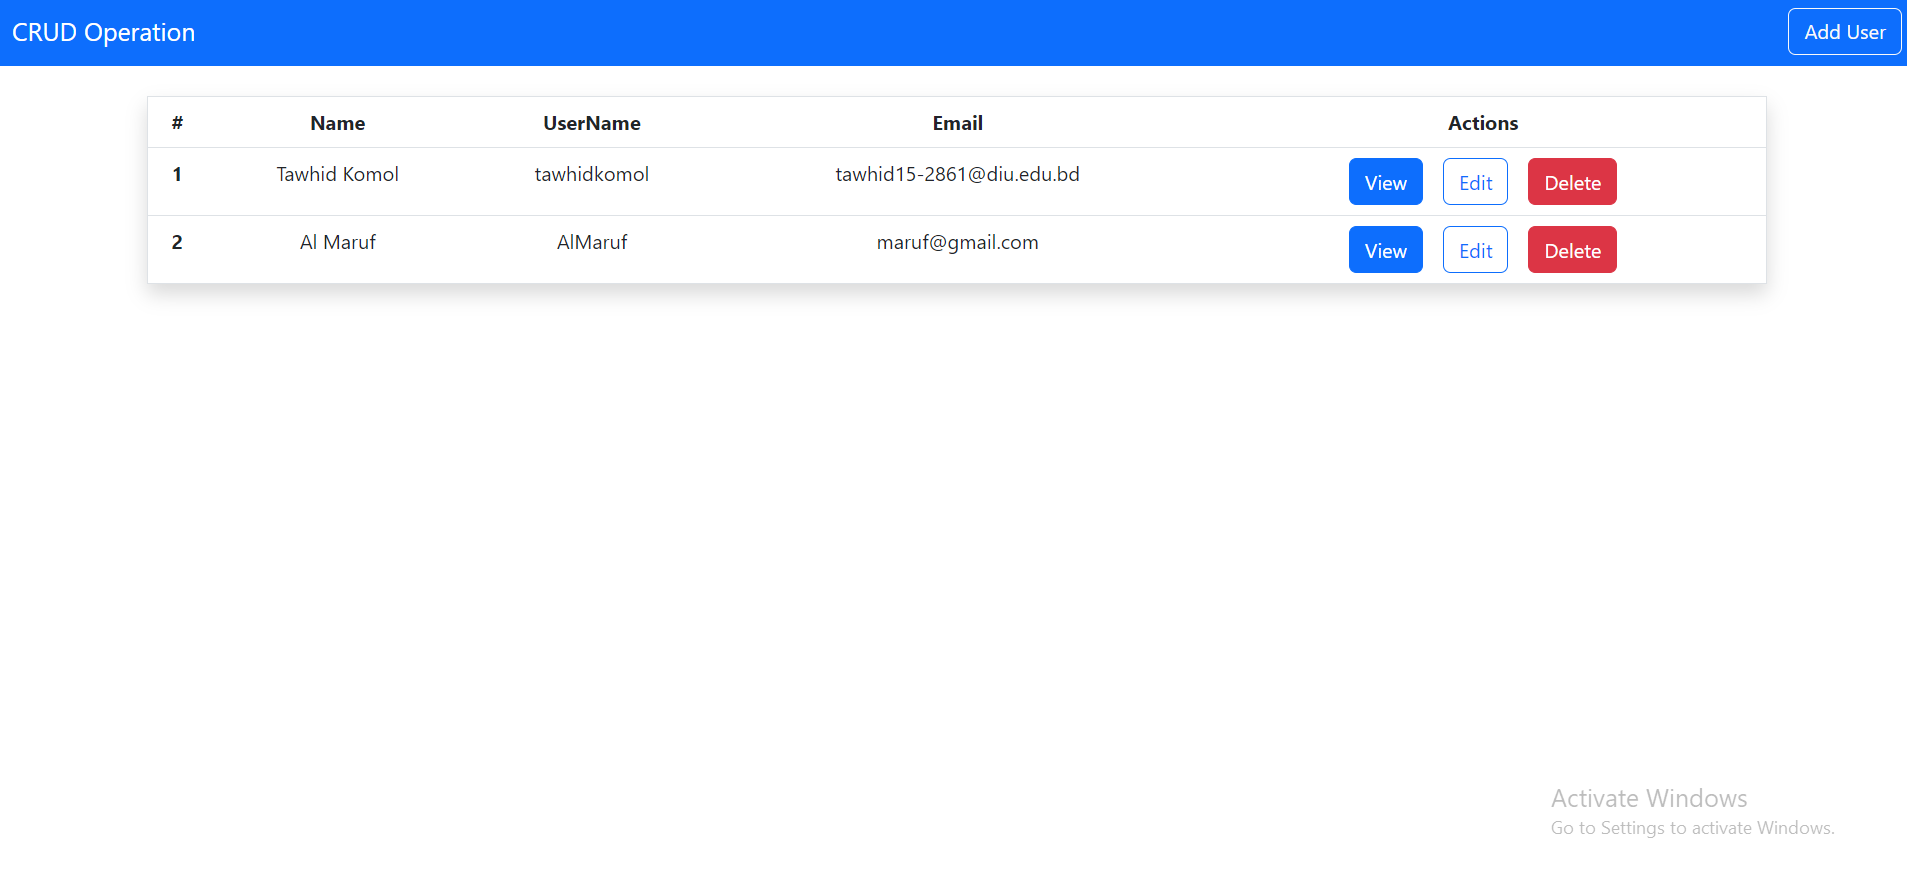 CRUD Operation Add User
# Name UserName Email Actions
1 Tawhid Komol tawhidkomol tawhid15-2861@diu.edu.bd View Edit Delete
2 Al Maruf AlMaruf maruf@gmail.com View Edit Delete
Activate Windows
Go to Settings to activate Windows.